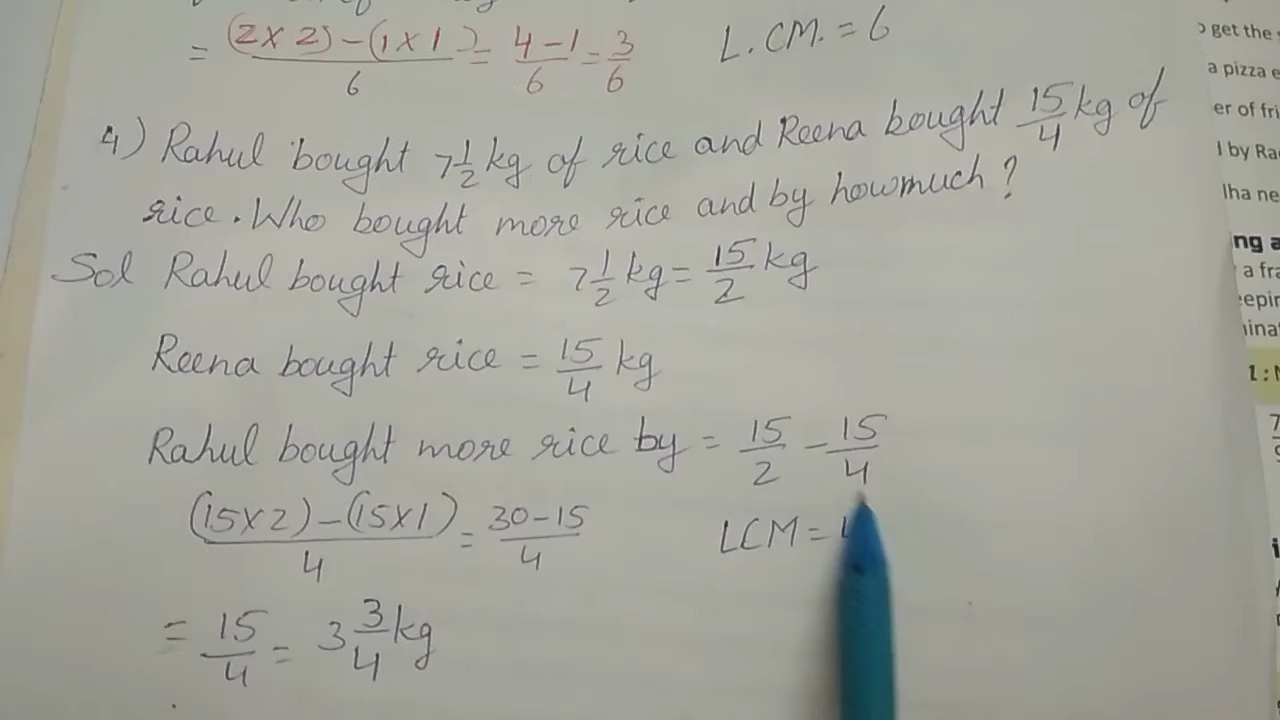 = (2×2)-(1×1)/6 = 4-1/6 = 3/6 L.CM. = 6
4) Rahul bought 7 1/2 kg of rice and Reena bought 15/4 kg of
rice. Who bought more rice and by howmuch?
Sol Rahul bought rice = 7 1/2 kg = 15/2 kg
Reena bought rice = 15/4 kg
Rahul bought more rice by = 15/2 - 15/4
(15×2)-(15×1)/4 = 30-15/4 LCM =
= 15/4 = 3 3/4 kg
get the
a pizza
er of
by
ng
a